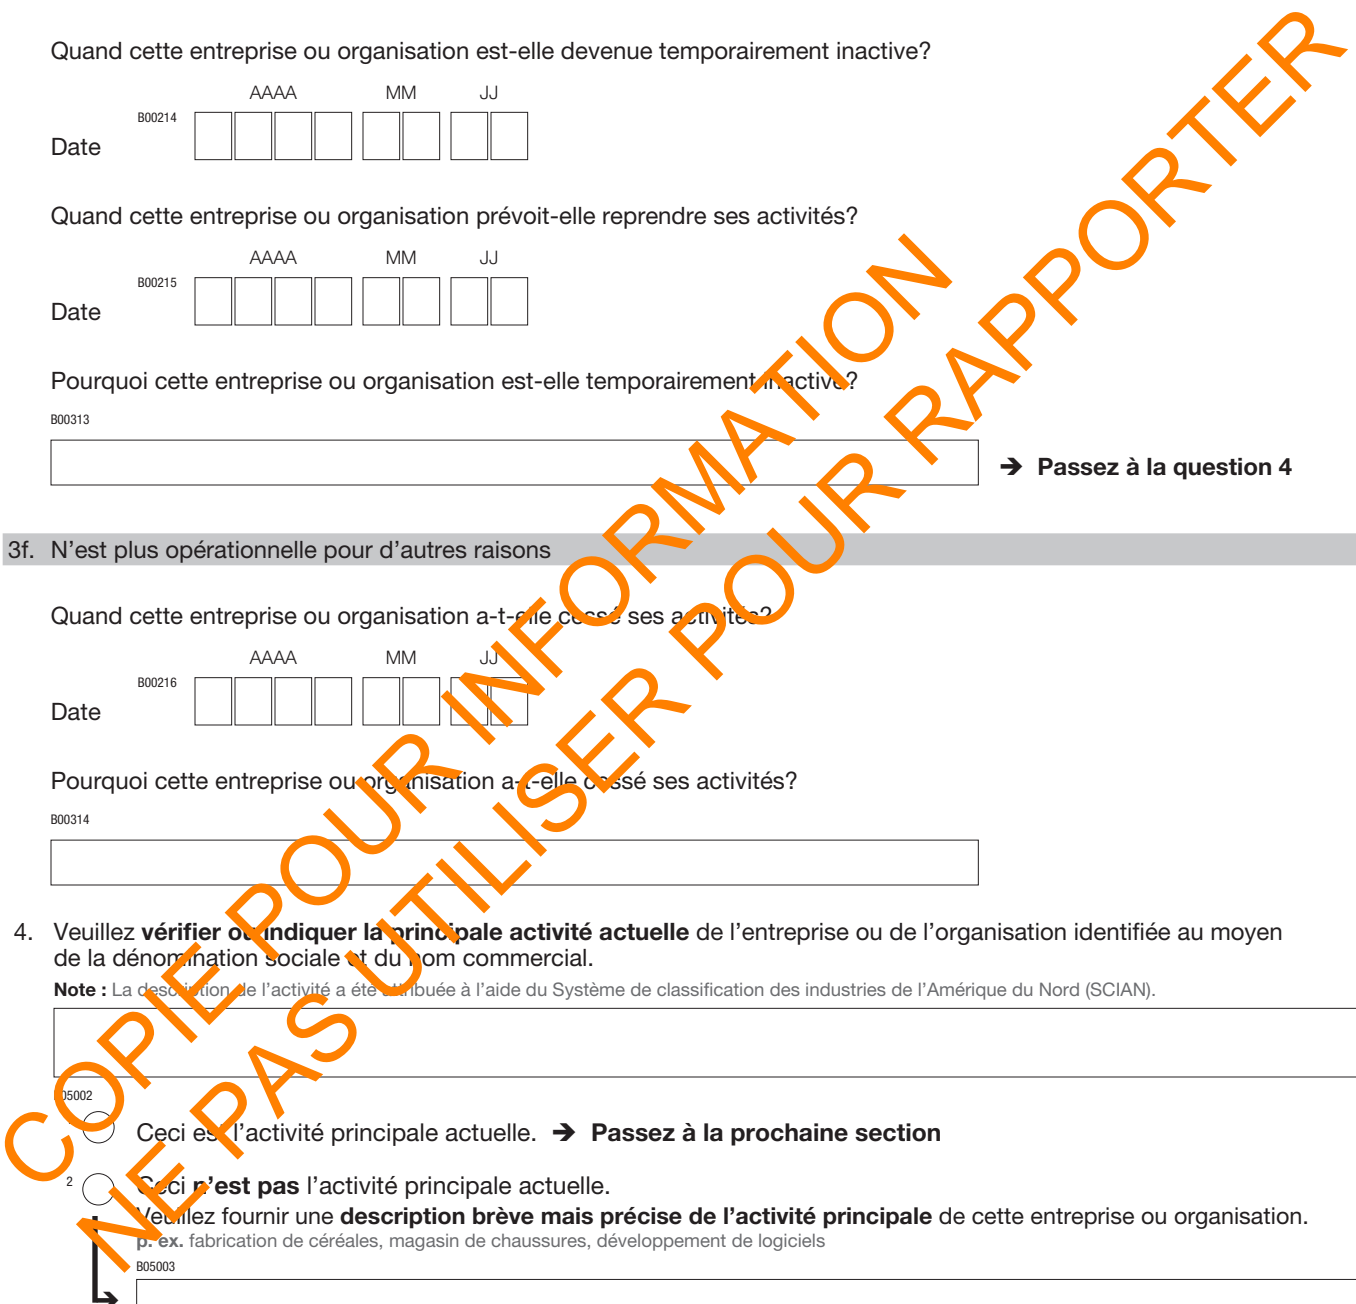 Quand cette entreprise ou organisation est-elle devenue temporairement inactive?
AAAA MM JJ
B00214
Date
Quand cette entreprise ou organisation prévoit-elle reprendre ses activités?
AAAA MM JJ
B00215
Date
Pourquoi cette entreprise ou organisation est-elle temporairement inactive?
B00313
➔ Passez à la question 4
3f. N'est plus opérationnelle pour d'autres raisons
Quand cette entreprise ou organisation a-t-elle cessé ses activités?
AAAA MM JJ
B00216
Date
Pourquoi cette entreprise ou organisation a-t-elle cessé ses activités?
B00314
4. Veuillez vérifier ou indiquer la principale activité actuelle de l'entreprise ou de l'organisation identifiée au moyen
de la dénomination sociale et du nom commercial.
Note : La description de l'activité a été attribuée à l'aide du Système de classification des industries de l'Amérique du Nord (SCIAN).
B05002
Ceci est l'activité principale actuelle. ➔ Passez à la prochaine section
2 Ceci n'est pas l'activité principale actuelle.
Veuillez fournir une description brève mais précise de l'activité principale de cette entreprise ou organisation.
p. ex. fabrication de céréales, magasin de chaussures, développement de logiciels
B05003
COPIE POUR INFORMATION
NE PAS UTILISER POUR RAPPORTER